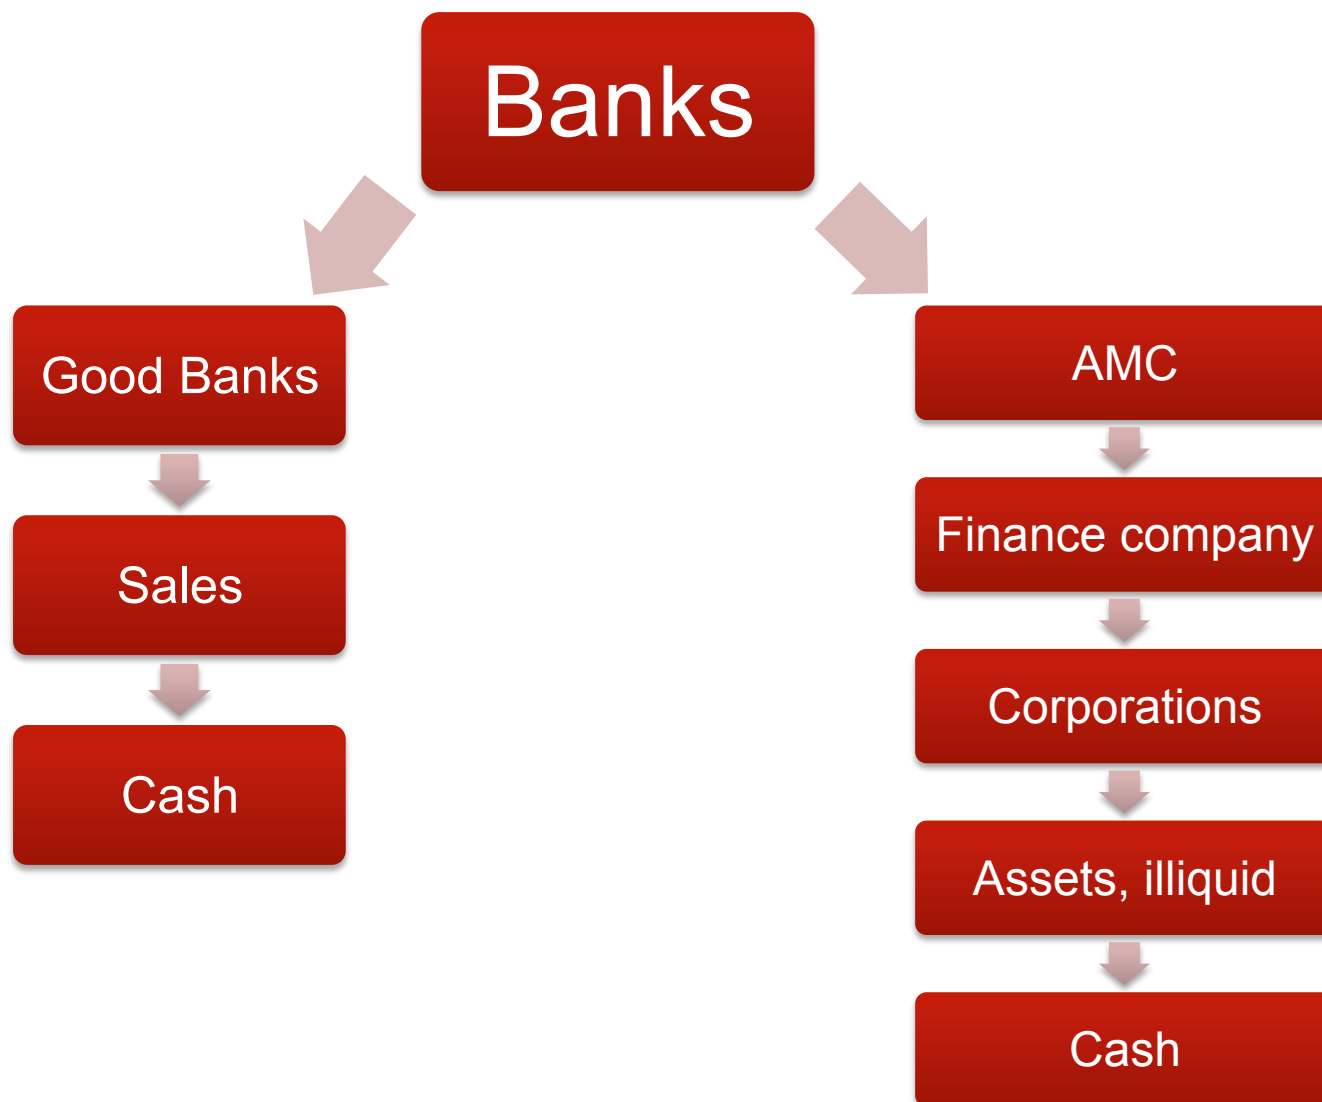 Banks
Good Banks
Sales
Cash
AMC
Finance company
Corporations
Assets, illiquid
Cash